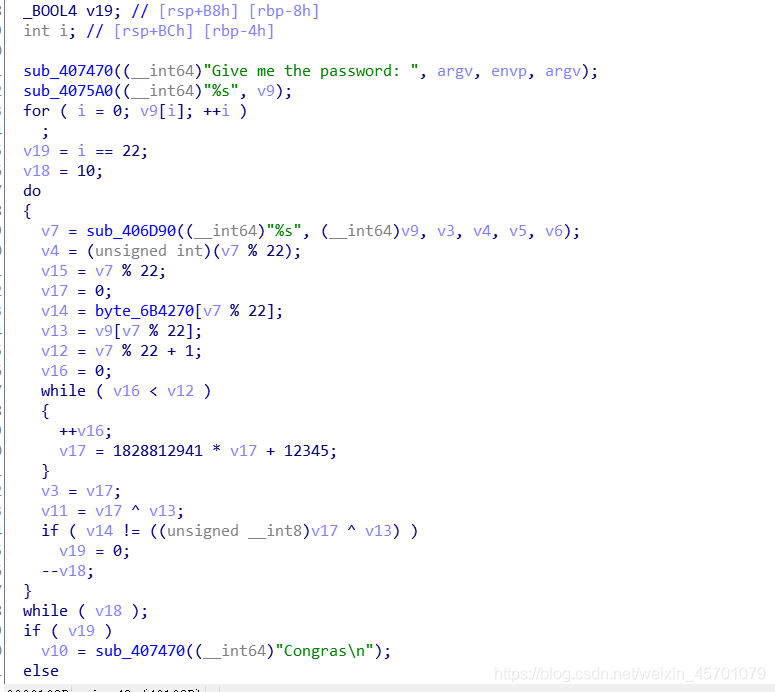 _BOOL4 v19; // [rsp+B8h] [rbp-8h]
int i; // [rsp+BCh] [rbp-4h]
sub_407470((__int64)"Give me the password: ", argv, envp, argv);
sub_4075A0((__int64)"%s", v9);
for ( i = 0; v9[i]; ++i )
;
v19 = i == 22;
v18 = 10;
do
{
v7 = sub_406D90((__int64)"%s", (__int64)v9, v3, v4, v5, v6);
v4 = (unsigned int)(v7 % 22);
v15 = v7 % 22;
v17 = 0;
v14 = byte_6B4270[v7 % 22];
v13 = v9[v7 % 22];
v12 = v7 % 22 + 1;
v16 = 0;
while ( v16 < v12 )
{
++v16;
v17 = 1828812941 * v17 + 12345;
}
v3 = v17;
v11 = v17 ^ v13;
if ( v14 != ((unsigned __int8)v17 ^ v13) )
v19 = 0;
--v18;
}
while ( v18 );
if ( v19 )
v10 = sub_407470((__int64)"Congras\n");
else
https://blog.csdn.net/weixin_45701079